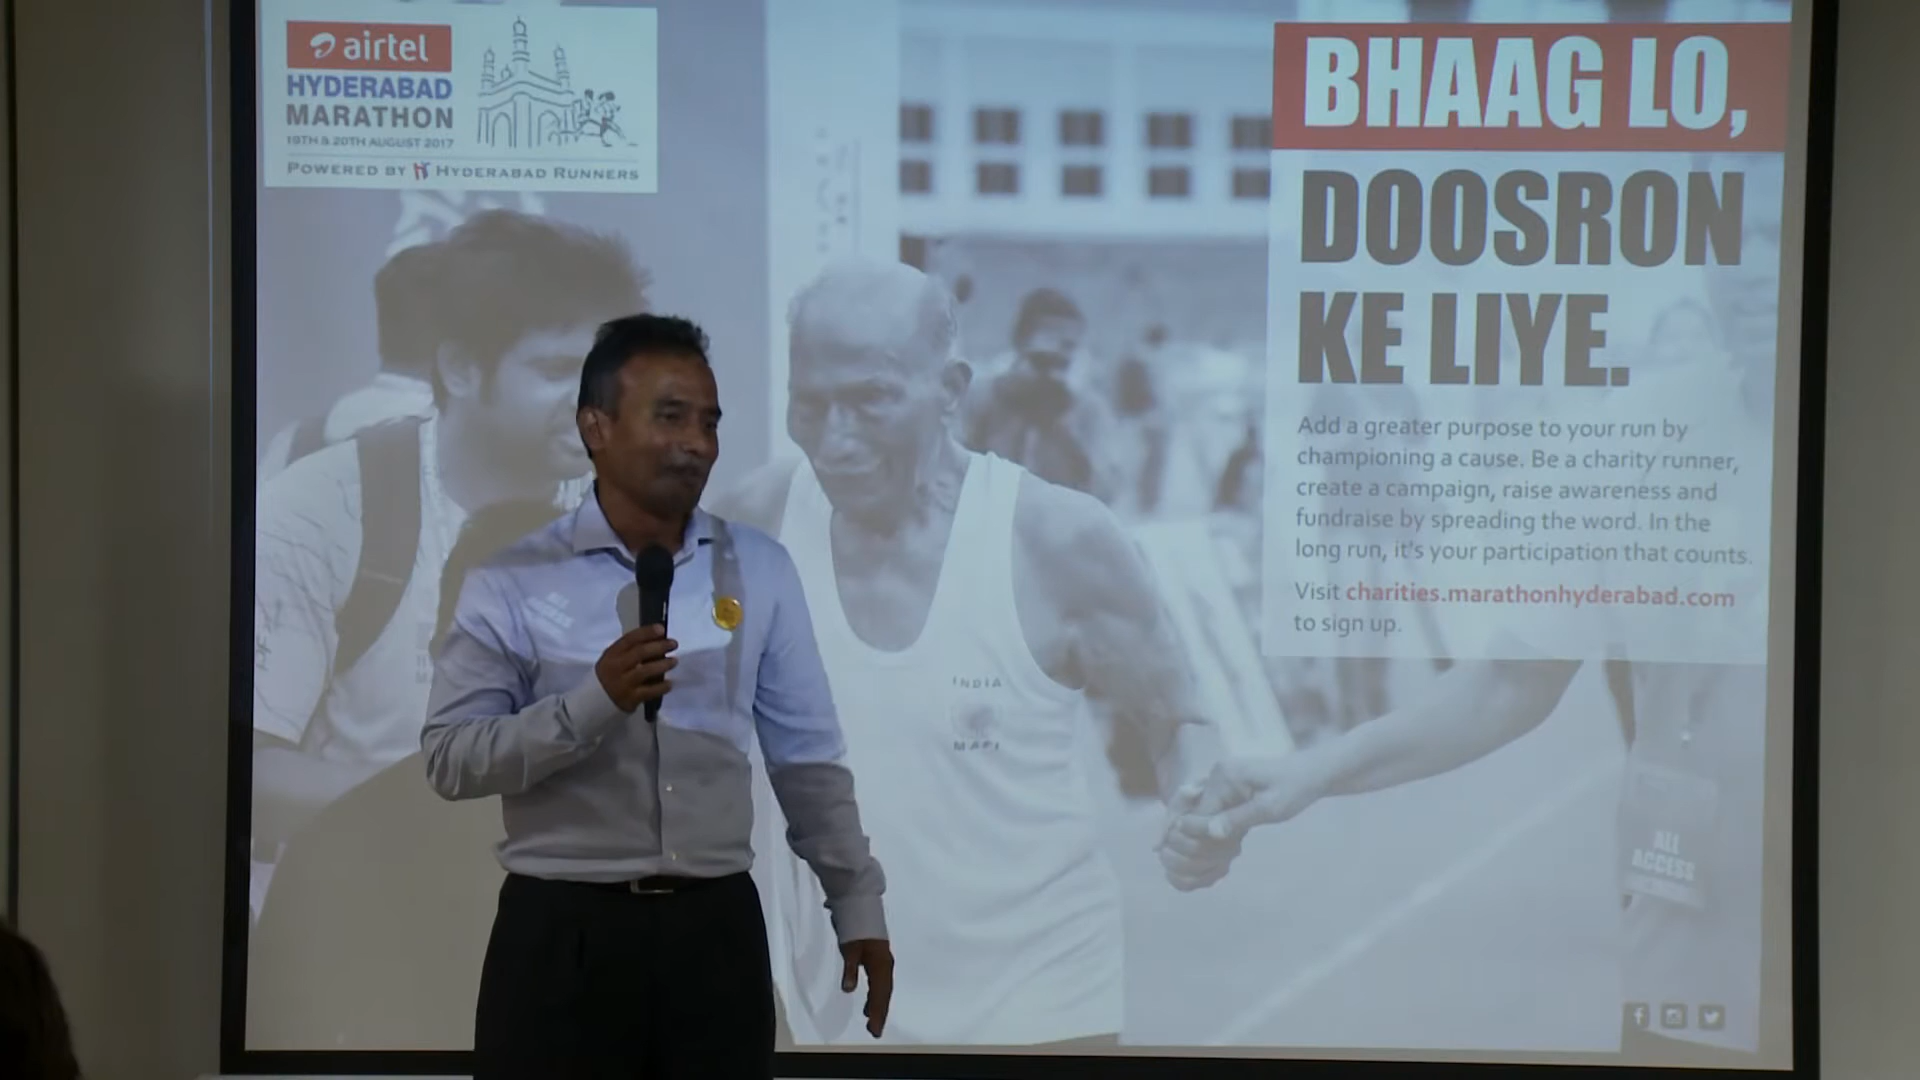 airtel
HYDERABAD
MARATHON
19TH & 20TH AUGUST 2017
POWERED BY HYDERABAD RUNNERS
BHAAG LO,
DOOSRON
KE LIYE.
Add a greater purpose to your run by
championing a cause. Be a charity runner,
create a campaign, raise awareness and
fundraise by spreading the word. In the
long run, it's your participation that counts.
Visit charities.marathonhyderabad.com
to sign up.
INDIA
ALL
ACCESS
ALL
ACCESS